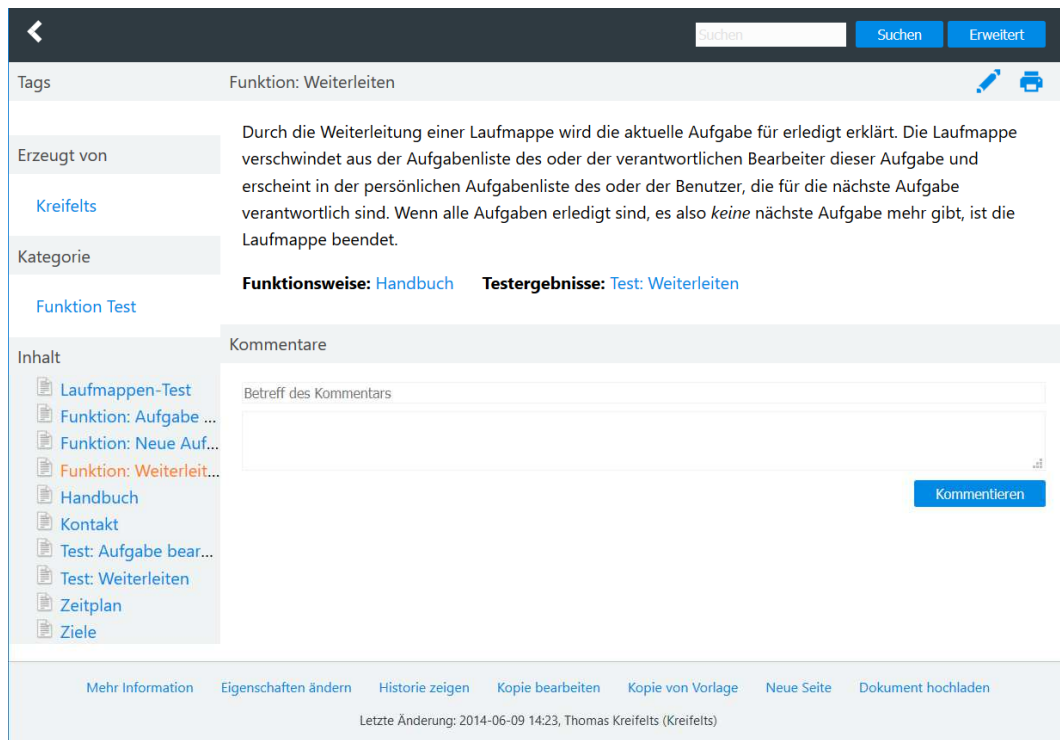 Suchen Suchen Erweitert
Tags
Funktion: Weiterleiten
Erzeugt von
Kreifelts
Kategorie
Funktion Test
Inhalt
Laufmappen-Test
Funktion: Aufgabe ...
Funktion: Neue Auf...
Funktion: Weiterleit...
Handbuch
Kontakt
Test: Aufgabe bear...
Test: Weiterleiten
Zeitplan
Ziele
Durch die Weiterleitung einer Laufmappe wird die aktuelle Aufgabe für erledigt erklärt. Die Laufmappe
verschwindet aus der Aufgabenliste des oder der verantwortlichen Bearbeiter dieser Aufgabe und
erscheint in der persönlichen Aufgabenliste des oder der Benutzer, die für die nächste Aufgabe
verantwortlich sind. Wenn alle Aufgaben erledigt sind, es also keine nächste Aufgabe mehr gibt, ist die
Laufmappe beendet.
Funktionsweise: Handbuch Testergebnisse: Test: Weiterleiten
Kommentare
Betreff des Kommentars
Kommentieren
Mehr Information Eigenschaften ändern Historie zeigen Kopie bearbeiten Kopie von Vorlage Neue Seite Dokument hochladen
Letzte Änderung: 2014-06-09 14:23, Thomas Kreifelts (Kreifelts)